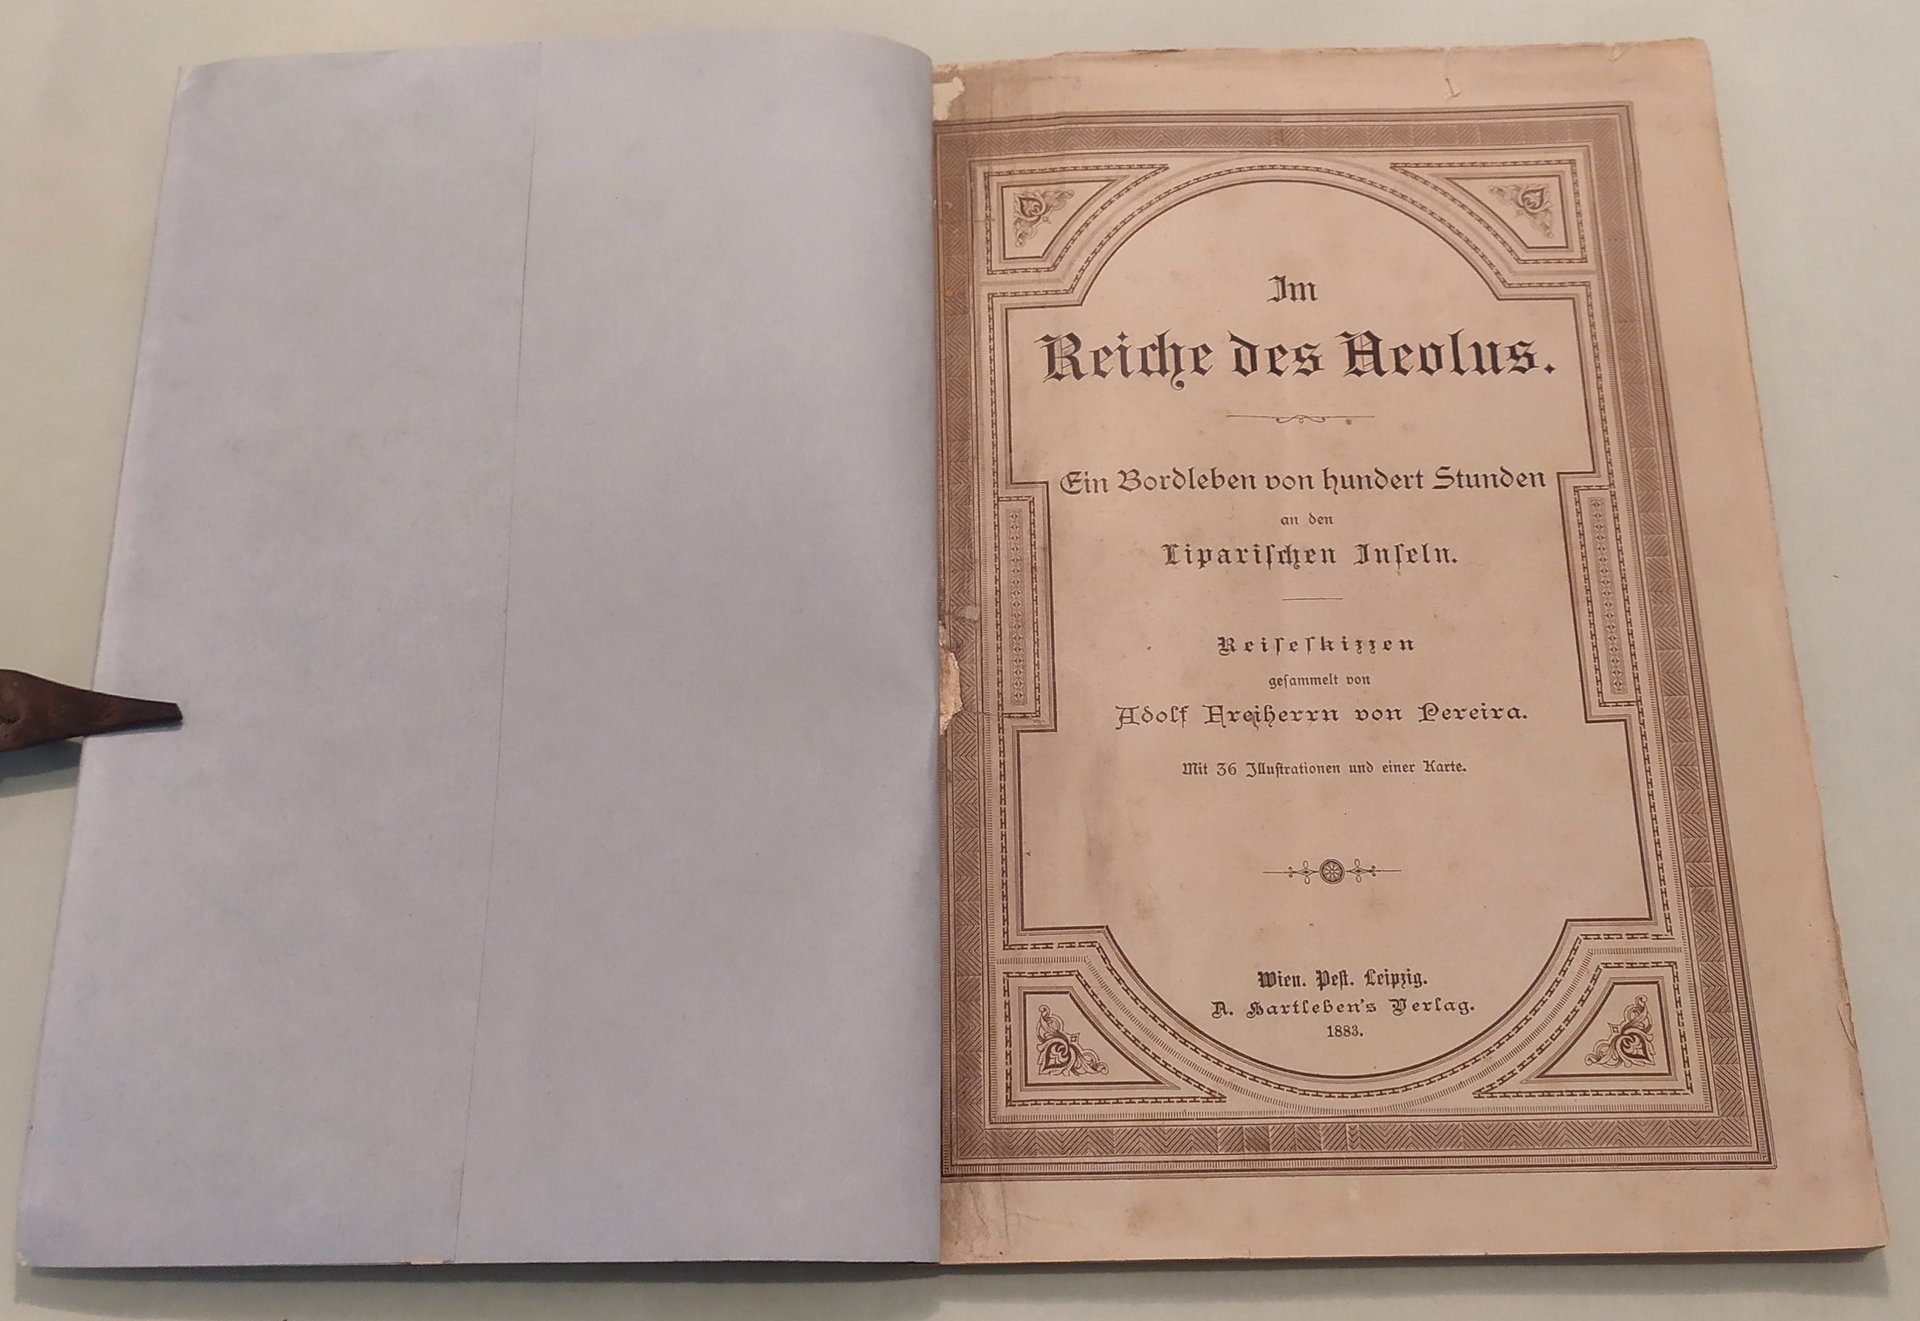 Im
Reiche des Aeolus.
Ein Bordleben von hundert Stunden
an den
Lipariſchen Inſeln.
Reiſeſkizzen
geſammelt von
Adolf Freiherrn von Pereira.
Mit 36 Illuſtrationen und einer Karte.
Wien. Peſt. Leipzig.
A. Hartleben's Verlag.
1883.